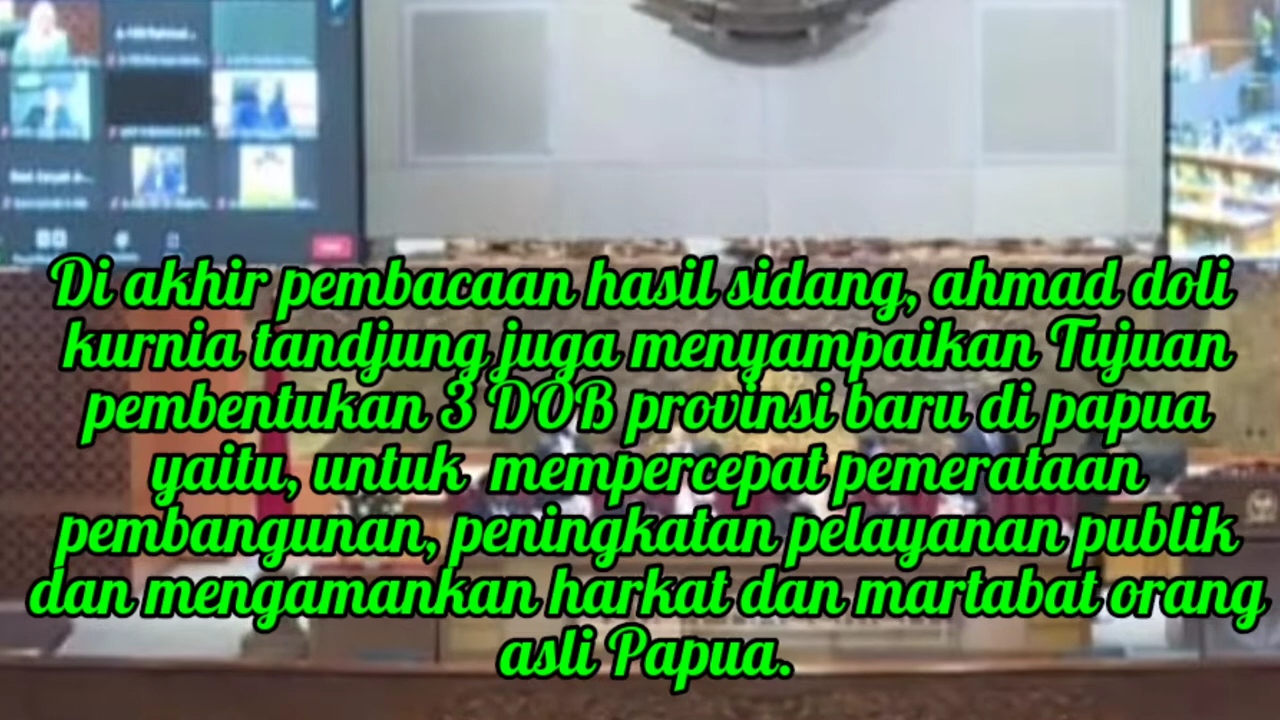 Di akhir pembacaan hasil sidang, ahmad doli
kurnia tandjung juga menyampaikan Tujuan
pembentukan 3 DOB provinsi baru di papua
yaitu, untuk mempercepat pemerataan
pembangunan, peningkatan pelayanan publik
dan mengamankan harkat dan martabat orang
asli Papua.